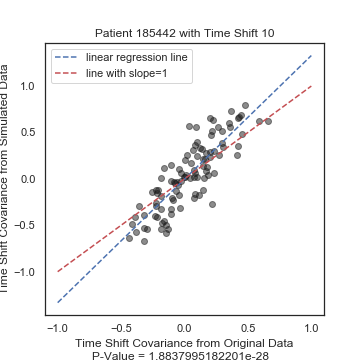 Patient 185442 with Time Shift 10
linear regression line
line with slope=1
Time Shift Covariance from Simulated Data
1.0
0.5
0.0
−0.5
−1.0
−1.0
−0.5
0.0
0.5
1.0
Time Shift Covariance from Original Data
P-Value = 1.8837995182201e-28